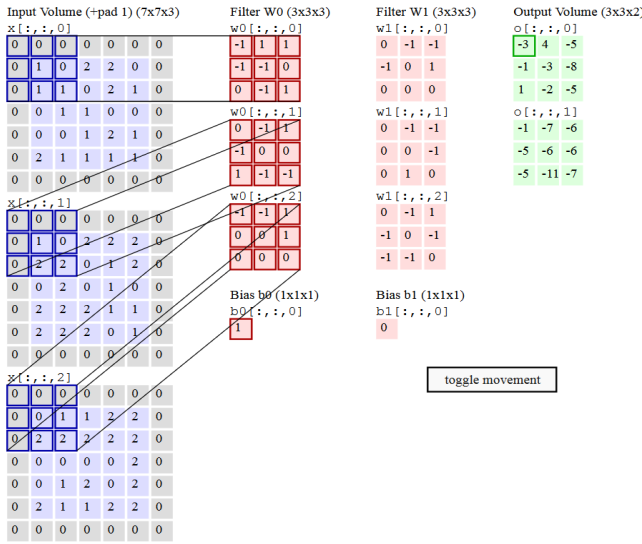 Input Volume (+pad 1) (7x7x3)
x[:,:,0]
0 0 0 0 0 0 0
0 1 0 2 2 0 0
0 1 1 0 2 1 0
0 0 1 1 0 0 0
0 0 0 1 2 1 0
0 2 1 1 1 1 0
0 0 0 0 0 0 0
x[:,:,1]
0 0 0 0 0 0 0
0 1 0 2 2 2 0
0 2 2 0 1 2 0
0 0 2 0 1 0 0
0 2 2 2 1 1 0
0 2 2 2 0 1 0
0 0 0 0 0 0 0
x[:,:,2]
0 0 0 0 0 0 0
0 0 1 1 2 2 0
0 2 2 2 2 2 0
0 0 0 0 0 2 0
0 0 1 2 0 2 0
0 2 1 1 2 2 0
0 0 0 0 0 0 0
Filter W0 (3x3x3)
w0[:,:,0]
-1 1 1
-1 -1 0
0 -1 1
w0[:,:,1]
0 -1 1
-1 0 0
1 -1 -1
w0[:,:,2]
-1 -1 1
0 0 1
0 0 0
Bias b0 (1x1x1)
b0[:,:,0]
1
Filter W1 (3x3x3)
w1[:,:,0]
0 -1 -1
-1 0 1
0 0 0
w1[:,:,1]
0 -1 -1
0 0 -1
0 1 0
w1[:,:,2]
0 -1 1
-1 0 -1
-1 -1 0
Bias b1 (1x1x1)
b1[:,:,0]
0
Output Volume (3x3x2)
o[:,:,0]
-3 4 -5
-1 -3 -8
1 -2 -5
o[:,:,1]
-1 -7 -6
-5 -6 -6
-5 -11 -7
toggle movement